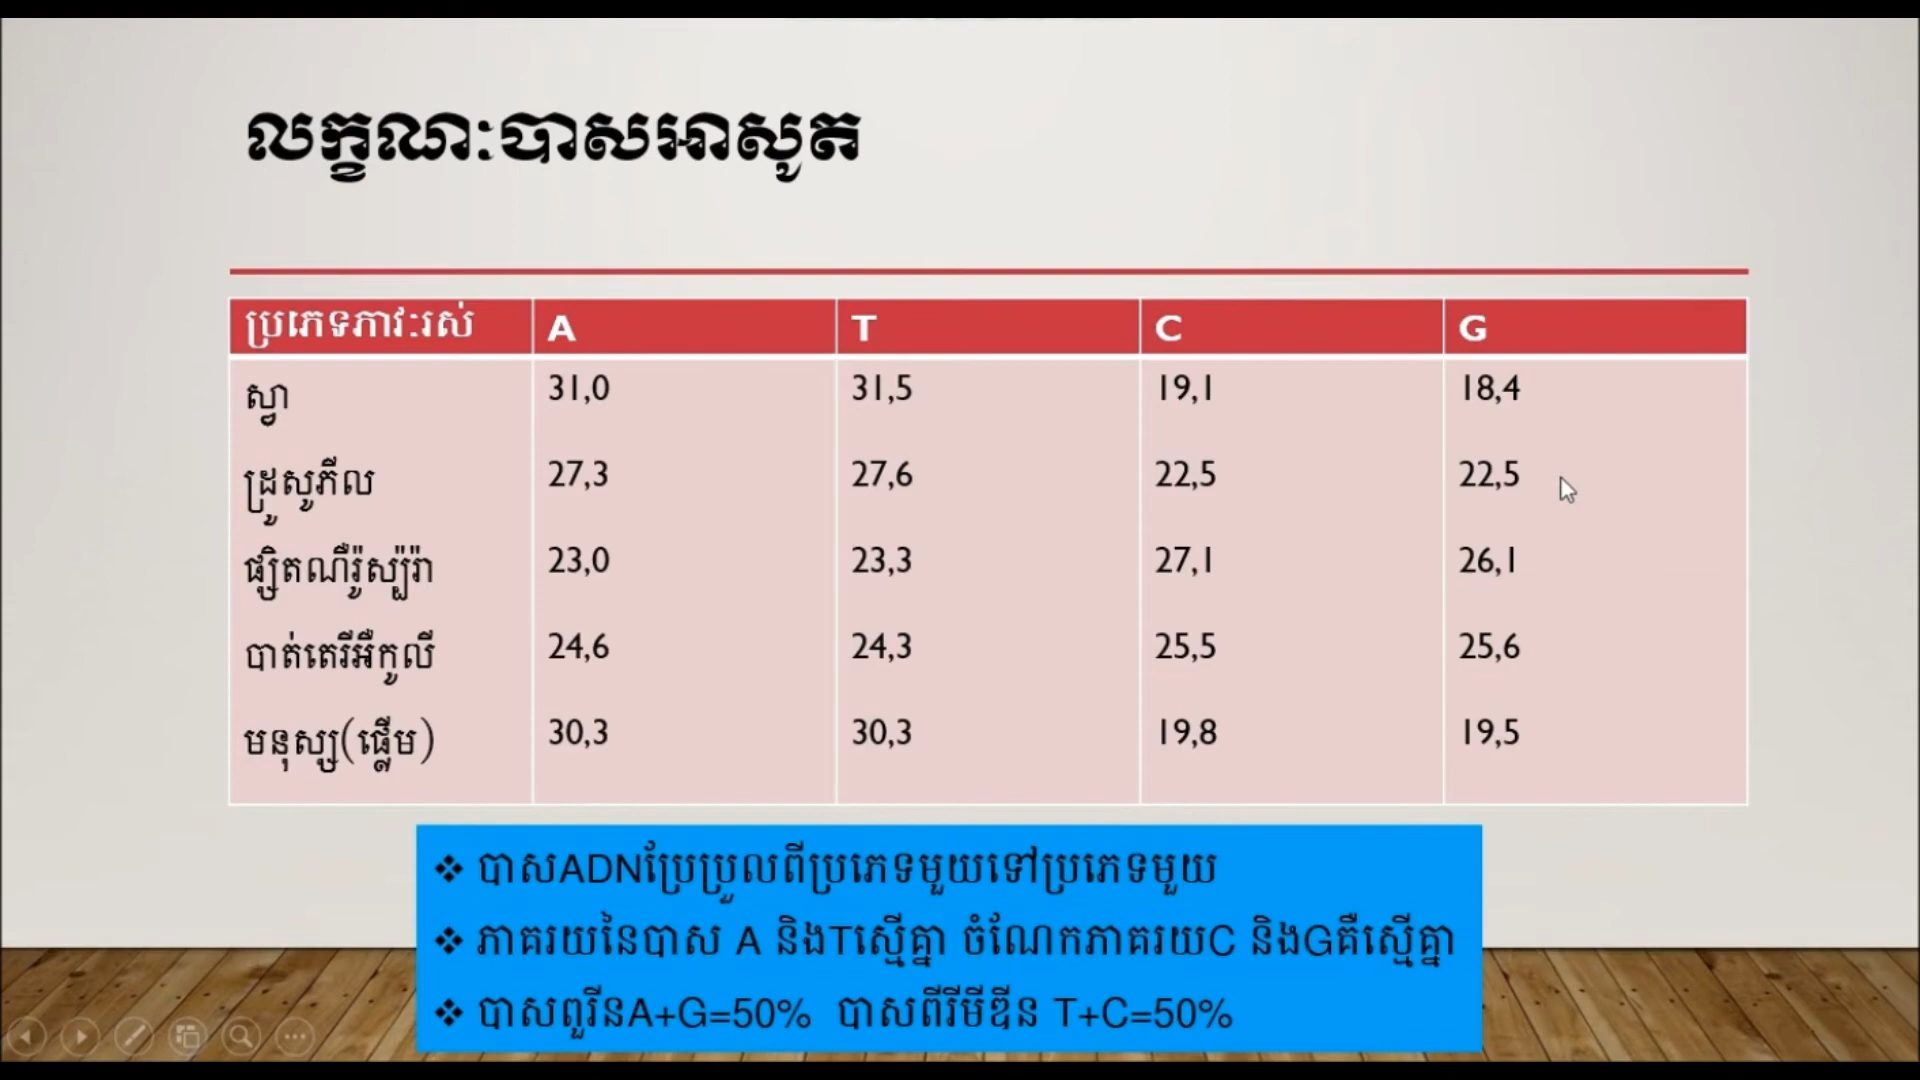 លក្ខណៈបាសអាសូត
ប្រភេទភាវៈរស់ A T C G
ស្វា 31,0 31,5 19,1 18,4
ដ្រូសូភីល 27,3 27,6 22,5 22,5
ផ្សិតណឺរ៉ូស្ប៉រ៉ា 23,0 23,3 27,1 26,1
បាត់តេរីអឺកូលី 24,6 24,3 25,5 25,6
មនុស្ស(ផ្លើម) 30,3 30,3 19,8 19,5
❖ បាសADNប្រែប្រួលពីប្រភេទមួយទៅប្រភេទមួយ
❖ ភាគរយនៃបាស A និងTស្មើគ្នា ចំណែកភាគរយC និងGគឺស្មើគ្នា
❖ បាសពួរីនA+G=50% បាសពីរីមីឌីន T+C=50%